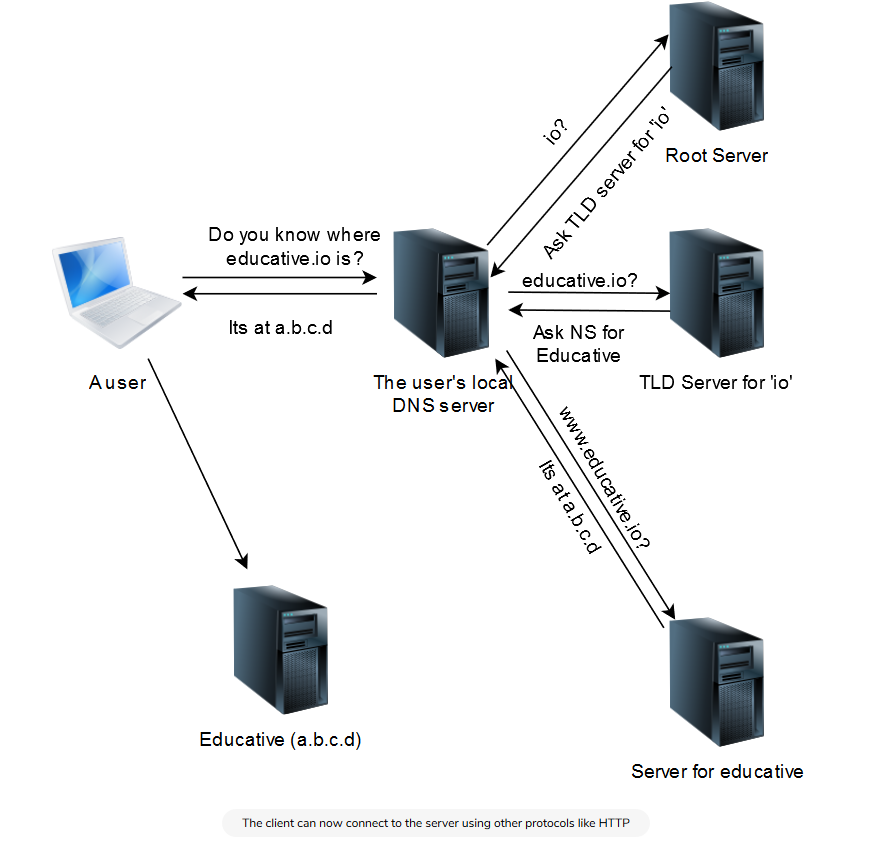 io?
Ask TLD server for 'io'
Root Server
Do you know where
educative.io is?
Its at a.b.c.d
educative.io?
Ask NS for
Educative
A user
The user's local
DNS server
TLD Server for 'io'
www.educative.io?
Its at a.b.c.d
Educative (a.b.c.d)
Server for educative
The client can now connect to the server using other protocols like HTTP